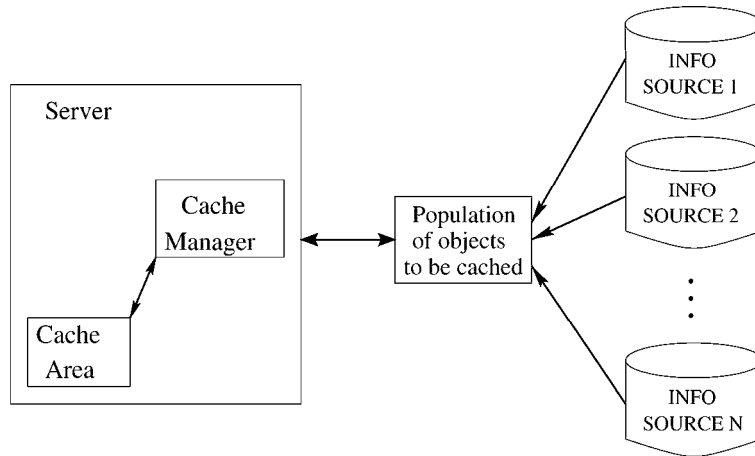 Server
Cache
Manager
Cache
Area
Population
of objects
to be cached
INFO
SOURCE 1
INFO
SOURCE 2
INFO
SOURCE N